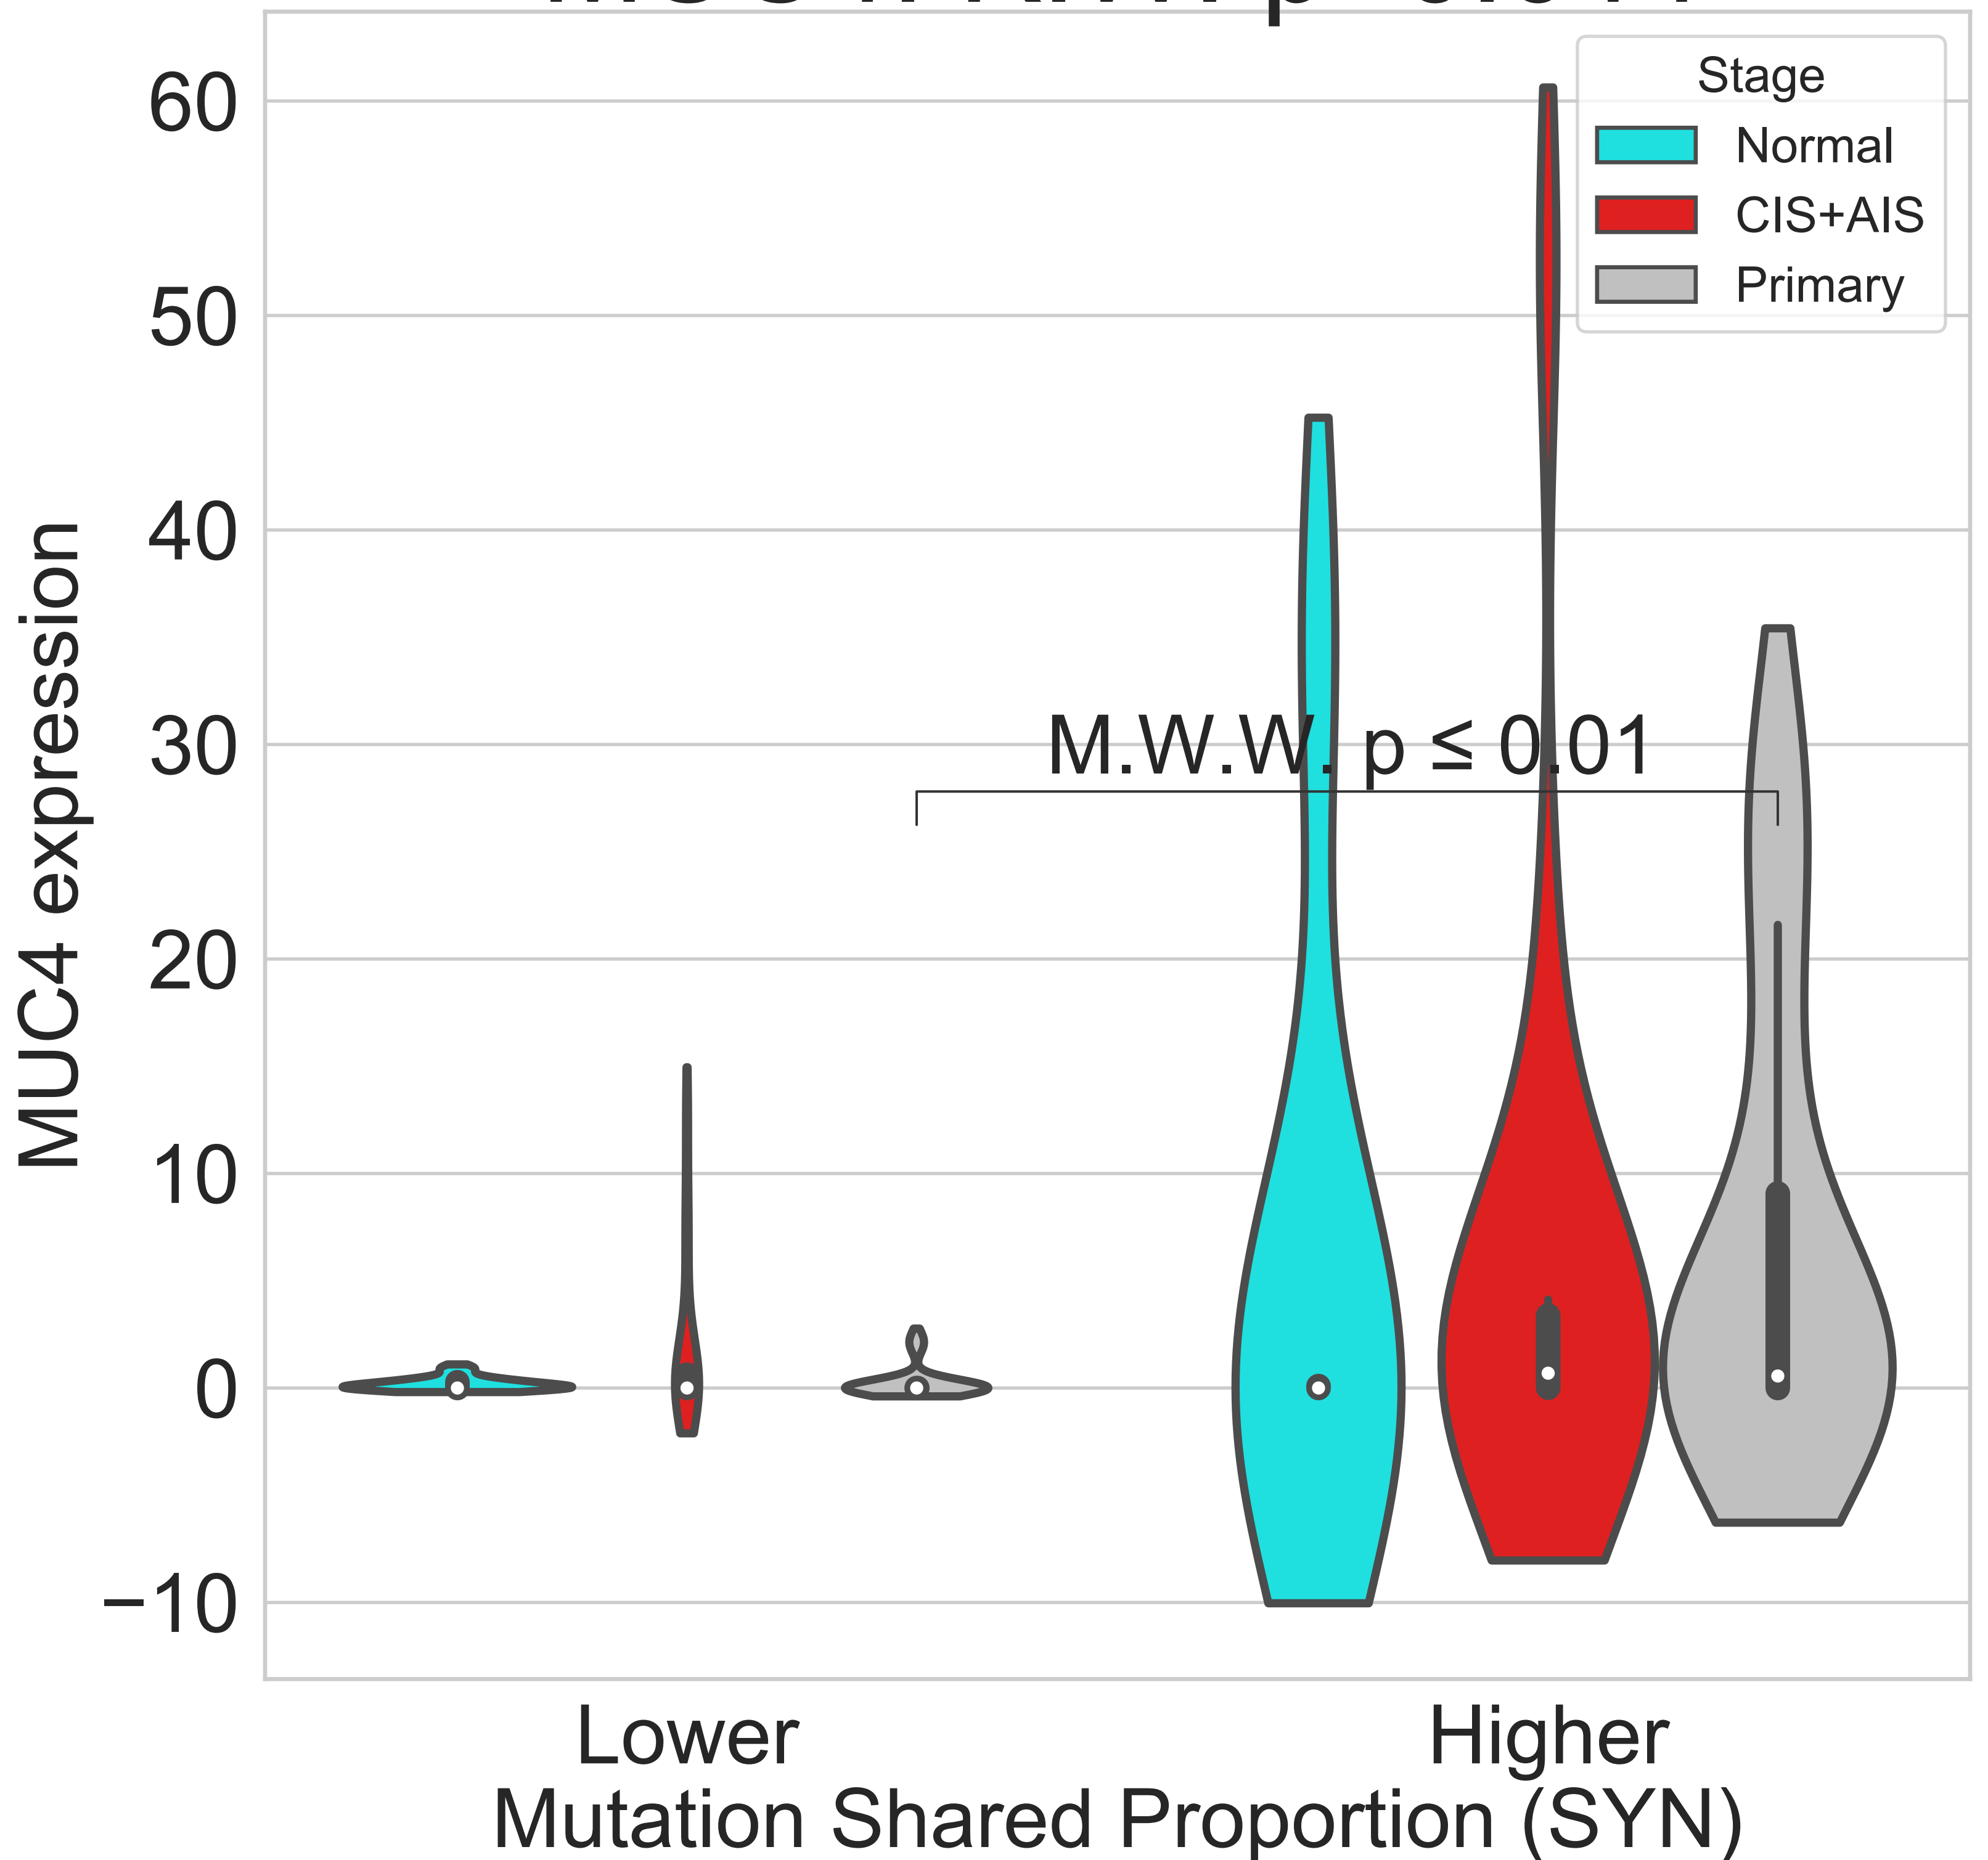 60
50
40
30
20
10
0
−10
MUC4 expression
Stage
Normal
CIS+AIS
Primary
M.W.W. p ≤ 0.01
Lower
Higher
Mutation Shared Proportion (SYN)